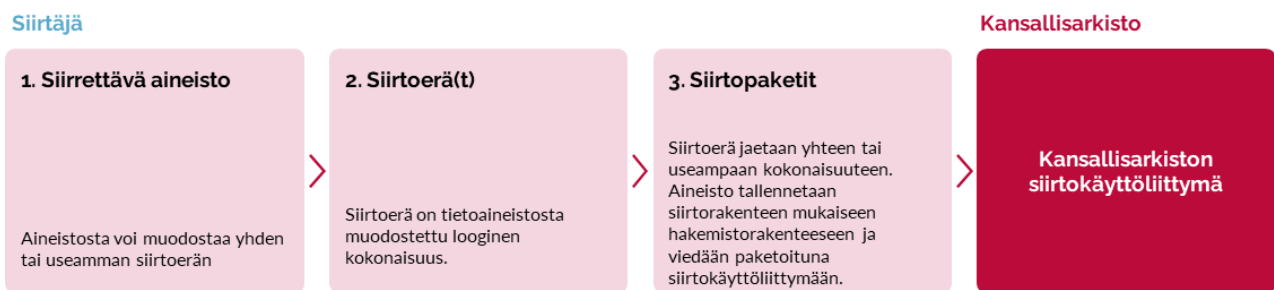 Siirtäjä
Kansallisarkisto
1. Siirrettävä aineisto
Aineistosta voi muodostaa yhden
tai useamman siirtoerän
2. Siirtoerä(t)
Siirtoerä on tietoaineistosta
muodostettu looginen
kokonaisuus.
3. Siirtopaketit
Siirtoerä jaetaan yhteen tai
useampaan kokonaisuuteen.
Aineisto tallennetaan
siirtorakenteen mukaiseen
hakemistorakenteeseen ja
viedään paketoituna
siirtokäyttöliittymään.
Kansallisarkiston
siirtokäyttöliittymä